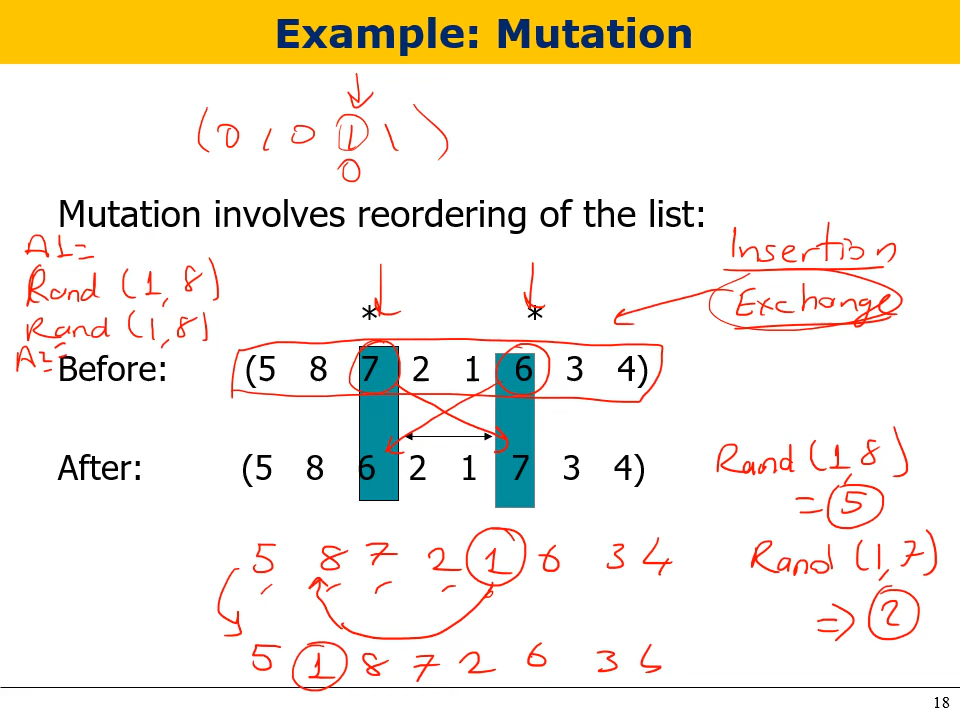 Example: Mutation
(0 1 0 1 1)
0
Mutation involves reordering of the list:
A1=
Rand (1, 8)
Rand (1, 8)
A2=
Insertion
Exchange
* *
Before: (5 8 7 2 1 6 3 4)
After: (5 8 6 2 1 7 3 4)
Rand (1, 8)
= 5
Rand (1, 7)
=> 2
5 8 7 2 1 6 3 4
5 1 8 7 2 6 3
18